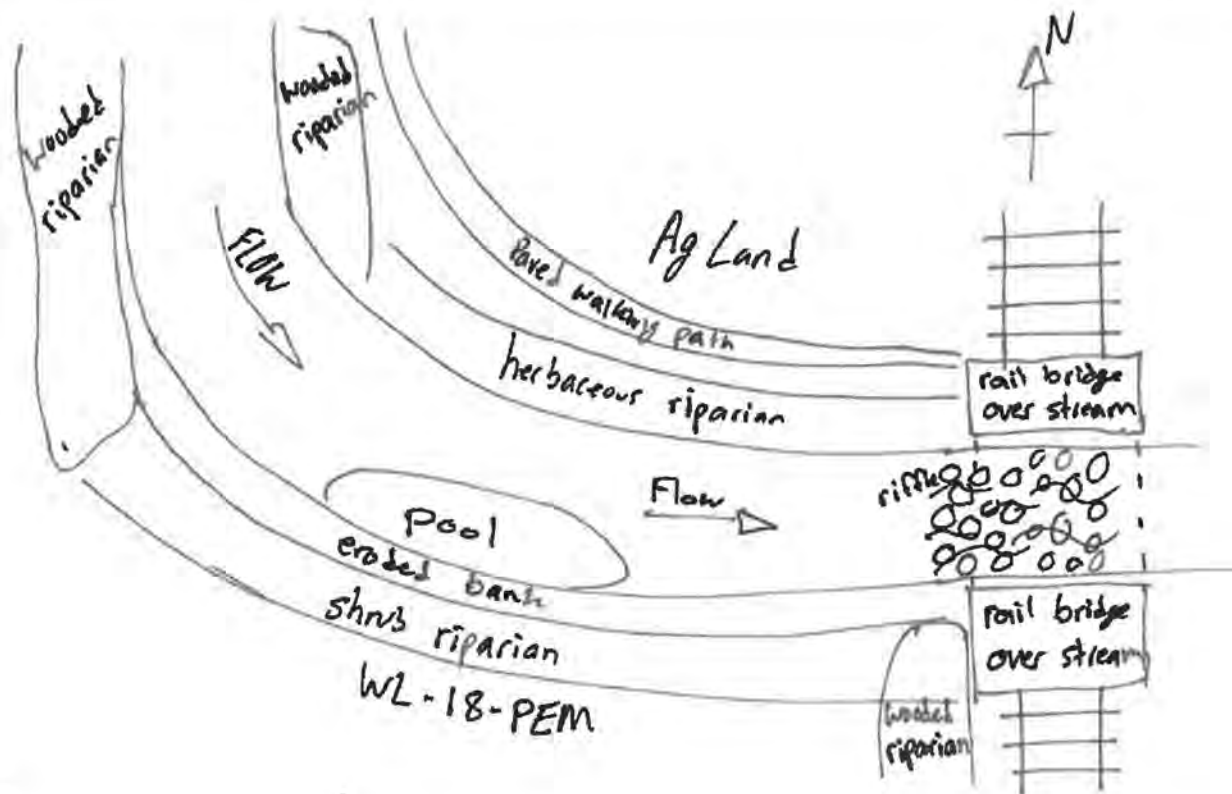 N
wooded
riparian
wooded
riparian
FLOW
Ag Land
Paved walking path
herbaceous riparian
rail bridge
over stream
riffle
Flow
pool
eroded bank
shrub riparian
WL-18-PEM
rail bridge
over stream
wooded
riparian